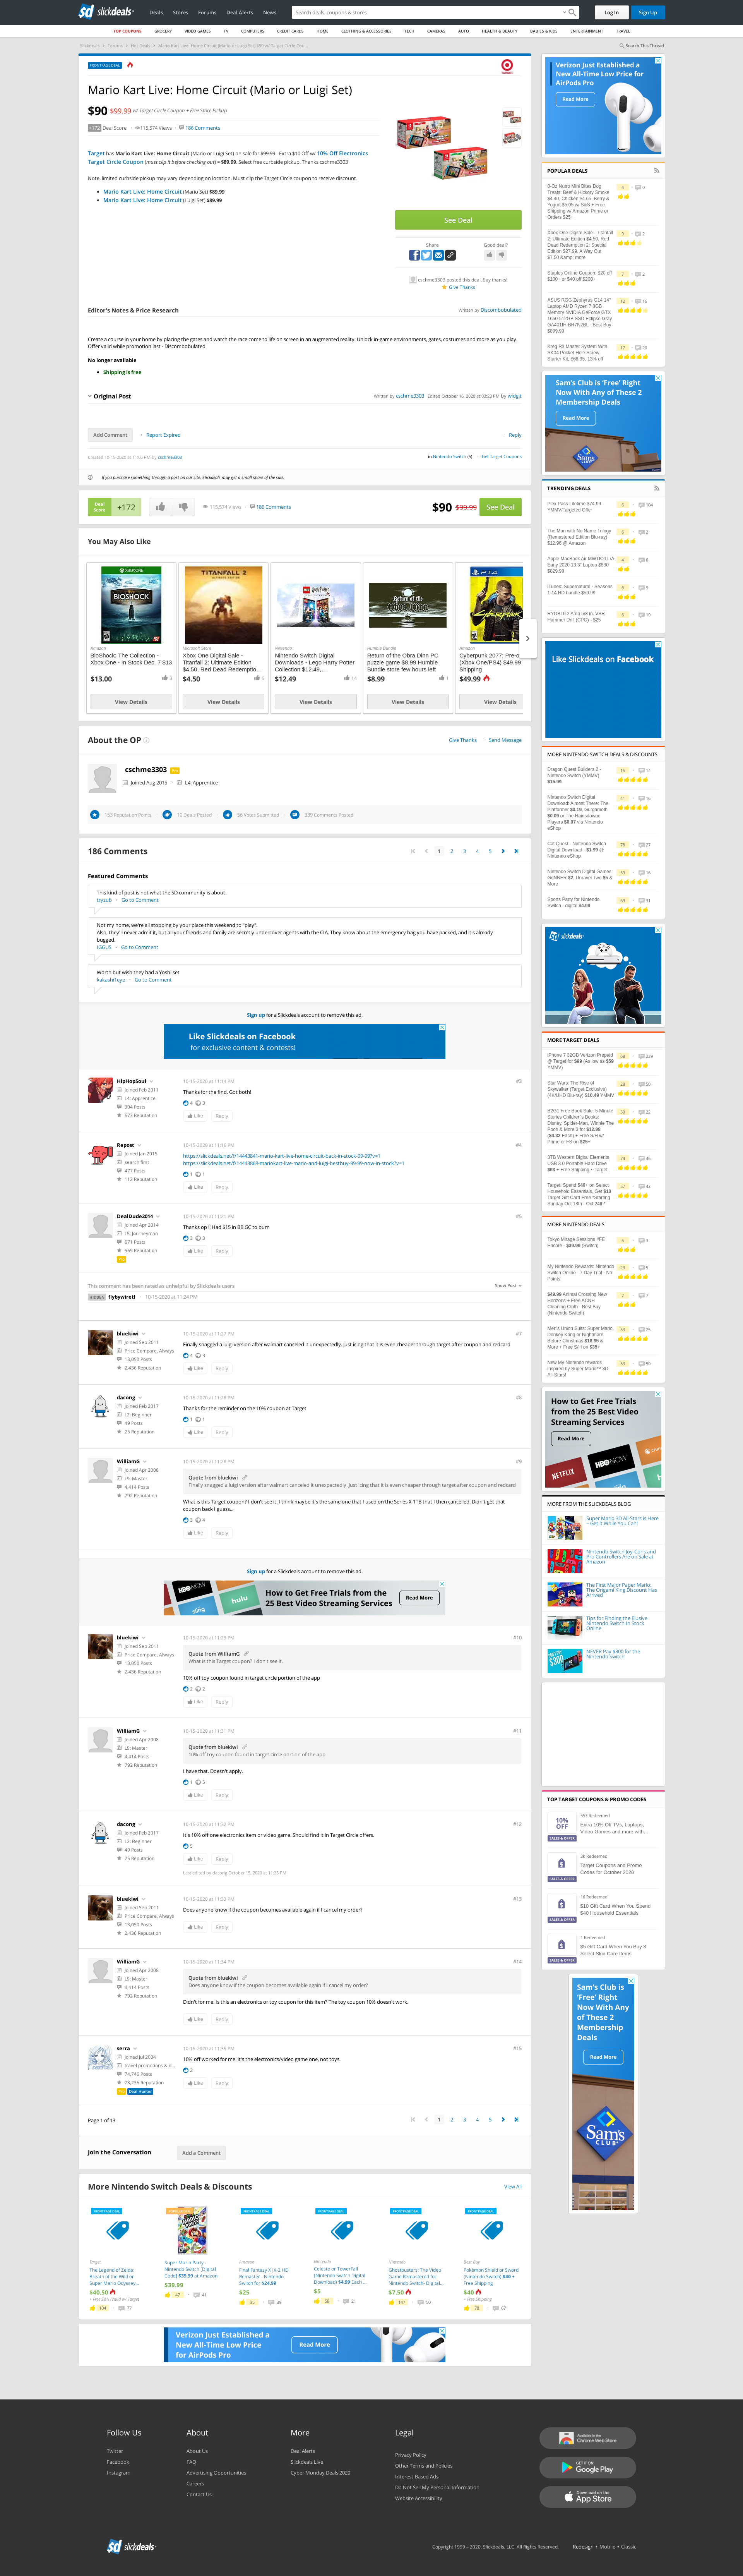 slickdeals
Deals
Stores
Forums
Deal Alerts
News
Search deals, coupons & stores
Log In
Sign Up
TOP COUPONS
GROCERY
VIDEO GAMES
TV
COMPUTERS
CREDIT CARDS
HOME
CLOTHING & ACCESSORIES
TECH
CAMERAS
AUTO
HEALTH & BEAUTY
BABIES & KIDS
ENTERTAINMENT
TRAVEL
Search This Thread
FRONTPAGE DEAL
Mario Kart Live: Home Circuit (Mario or Luigi Set)
$90 $99.99 w/ Target Circle Coupon + Free Store Pickup
+172 Deal Score
115,574 Views
186 Comments
Target has Mario Kart Live: Home Circuit (Mario or Luigi Set) on sale for $99.99 - Extra $10 Off w/ 10% Off Electronics
Target Circle Coupon (must clip it before checking out) = $89.99. Select free curbside pickup. Thanks cschme3303
Note, limited curbside pickup may vary depending on location. Must clip the Target Circle coupon to receive discount.
Mario Kart Live: Home Circuit (Mario Set) $89.99
Mario Kart Live: Home Circuit (Luigi Set) $89.99
See Deal
Share
Good deal?
cschme3303 posted this deal. Say thanks!
Give Thanks
Editor's Notes & Price Research
Written by Discombobulated
Create a course in your home by placing the gates and watch the race come to life on screen in an augmented reality. Unlock in-game environments, gates, costumes and more as you play.
Offer valid while promotion last - Discombobulated
No longer available
Shipping is free
Original Post
Written by cschme3303 Edited October 16, 2020 at 03:23 PM by widgit
Add Comment
Report Expired
Reply
Created 10-15-2020 at 11:05 PM by cschme3303
in Nintendo Switch (5)
Get Target Coupons
If you purchase something through a post on our site, Slickdeals may get a small share of the sale.
Deal
Score
+172
115,574 Views
186 Comments
$90 $99.99
See Deal
You May Also Like
Amazon
BioShock: The Collection -
Xbox One - In Stock Dec. 7 $13
$13.00
View Details
Microsoft Store
Xbox One Digital Sale -
Titanfall 2: Ultimate Edition
$4.50, Red Dead Redemptio...
$4.50
View Details
Nintendo
Nintendo Switch Digital
Downloads - Lego Harry Potter
Collection $12.49,...
$12.49
View Details
Humble Bundle
Return of the Obra Dinn PC
puzzle game $8.99 Humble
Bundle store few hours left
$8.99
View Details
Amazon
Cyberpunk 2077: Pre-o
(Xbox One/PS4) $49.99
Shipping
$49.99
View Details
About the OP
Give Thanks
Send Message
cschme3303
Joined Aug 2015
L4: Apprentice
153 Reputation Points
10 Deals Posted
56 Votes Submitted
339 Comments Posted
186 Comments
1 2 3 4 5
Featured Comments
This kind of post is not what the SD community is about.
tryzub
Go to Comment
Not my home, we're all stopping by your place this weekend to "play".
Also, they'll never admit it, but all your friends and family are secretly undercover agents with the CIA. They know about the emergency bag you have packed, and it's already
bugged.
IGGUS
Go to Comment
Worth but wish they had a Yoshi set
kakashi1eye
Go to Comment
Sign up for a Slickdeals account to remove this ad.
Like Slickdeals on Facebook
for exclusive content & contests!
HipHopSoul
Joined Feb 2011
L4: Apprentice
304 Posts
673 Reputation
10-15-2020 at 11:14 PM
#3
Thanks for the find. Got both!
4 3
Like
Reply
Repost
Joined Jan 2015
search first
477 Posts
112 Reputation
10-15-2020 at 11:16 PM
#4
https://slickdeals.net/f/14443841-mario-kart-live-home-circuit-back-in-stock-99-99?v=1
https://slickdeals.net/f/14443868-mariokart-live-mario-and-luigi-bestbuy-99-99-now-in-stock?v=1
1 1
Like
Reply
DealDude2014
Joined Apr 2014
L5: Journeyman
671 Posts
569 Reputation
10-15-2020 at 11:21 PM
#5
Thanks op !! Had $15 in BB GC to burn
3 3
Like
Reply
This comment has been rated as unhelpful by Slickdeals users
Show Post
flybywiretl
10-15-2020 at 11:24 PM
bluekiwi
Joined Sep 2011
Price Compare, Always
13,050 Posts
2,436 Reputation
10-15-2020 at 11:27 PM
#7
Finally snagged a luigi version after walmart canceled it unexpectedly. Just icing that it is even cheaper through target after coupon and redcard
4 3
Like
Reply
dacong
Joined Feb 2017
L2: Beginner
49 Posts
25 Reputation
10-15-2020 at 11:28 PM
#8
Thanks for the reminder on the 10% coupon at Target
1 1
Like
Reply
WilliamG
Joined Apr 2008
L9: Master
4,414 Posts
792 Reputation
10-15-2020 at 11:28 PM
#9
Quote from bluekiwi
Finally snagged a luigi version after walmart canceled it unexpectedly. Just icing that it is even cheaper through target after coupon and redcard
What is this Target coupon? I don't see it. I think maybe it's the same one that I used on the Series X 1TB that I then cancelled. Didn't get that
coupon back I guess...
3 4
Like
Reply
Sign up for a Slickdeals account to remove this ad.
How to Get Free Trials from the
25 Best Video Streaming Services
Read More
bluekiwi
Joined Sep 2011
Price Compare, Always
13,050 Posts
2,436 Reputation
10-15-2020 at 11:29 PM
#10
Quote from WilliamG
What is this Target coupon? I don't see it.
10% off toy coupon found in target circle portion of the app
2 2
Like
Reply
WilliamG
Joined Apr 2008
L9: Master
4,414 Posts
792 Reputation
10-15-2020 at 11:31 PM
#11
Quote from bluekiwi
10% off toy coupon found in target circle portion of the app
I have that. Doesn't apply.
1 5
Like
Reply
dacong
Joined Feb 2017
L2: Beginner
49 Posts
25 Reputation
10-15-2020 at 11:32 PM
#12
It's 10% off one electronics item or video game. Should find it in Target Circle offers.
5
Like
Reply
Last edited by dacong October 15, 2020 at 11:35 PM.
bluekiwi
Joined Sep 2011
Price Compare, Always
13,050 Posts
2,436 Reputation
10-15-2020 at 11:33 PM
#13
Does anyone know if the coupon becomes available again if I cancel my order?
Like
Reply
WilliamG
Joined Apr 2008
L9: Master
4,414 Posts
792 Reputation
10-15-2020 at 11:34 PM
#14
Quote from bluekiwi
Does anyone know if the coupon becomes available again if I cancel my order?
Didn't for me. Is this an electronics or toy coupon for this item? The toy coupon 10% doesn't work.
Like
Reply
serra
Joined Jul 2004
travel promotions & d...
74,746 Posts
23,236 Reputation
Deal Hunter
10-15-2020 at 11:35 PM
#15
10% off worked for me. it's the electronics/video game one, not toys.
2
Like
Reply
Page 1 of 13
1 2 3 4 5
Join the Conversation
Add a Comment
More Nintendo Switch Deals & Discounts
View All
Target
The Legend of Zelda:
Breath of the Wild or
Super Mario Odyssey...
$40.50
Super Mario Party -
Nintendo Switch [Digital
Code] $39.99 at Amazon
$39.99
Amazon
Final Fantasy X|X-2 HD
Remaster - Nintendo
Switch for $24.99
$25
Nintendo
Celeste or TowerFall
(Nintendo Switch Digital
Download) $4.99 Each...
$5
Nintendo
Ghostbusters: The Video
Game Remastered for
Nintendo Switch- Digital...
$7.50
Best Buy
Pokémon Shield or Sword
(Nintendo Switch) $40 +
Free Shipping
$40
+ Free Shipping
Verizon Just Established a
New All-Time Low Price
for AirPods Pro
Read More
Verizon Just Established a
New All-Time Low Price for
AirPods Pro
Read More
POPULAR DEALS
8-Oz Nutro Mini Bites Dog
Treats: Beef & Hickory Smoke
$4.40, Chicken $4.65, Berry &
Yogurt $5.65 w/ S&S + Free
Shipping w/ Amazon Prime or
Orders $25+
Xbox One Digital Sale - Titanfall
2: Ultimate Edition $4.50, Red
Dead Redemption 2: Special
Edition $27.99, A Way Out
$7.50 &amp; more
Staples Online Coupon: $20 off
$100+ or $40 off $200+
ASUS ROG Zephyrus G14 14"
Laptop AMD Ryzen 7 8GB
Memory NVIDIA GeForce GTX
1650 512GB SSD Eclipse Gray
GA401IH-BR7N2BL - Best Buy
$899.99
Kreg R3 Master System With
SK04 Pocket Hole Screw
Starter Kit, $68.95, 13% off
Sam's Club is 'Free' Right
Now With Any of These 2
Membership Deals
Read More
TRENDING DEALS
Plex Pass Lifetime $74.99
YMMV/Targeted Offer
The Man with No Name Trilogy
(Remastered Edition Blu-ray)
$12.96 @ Amazon
Apple MacBook Air MWTK2LL/A
Early 2020 13.3" Laptop $830
$829.99
iTunes: Supernatural - Seasons
1-14 HD bundle $59.99
RYOBI 6.2 Amp 5/8 in. VSR
Hammer Drill (CPO) - $25
Like Slickdeals on Facebook
MORE NINTENDO SWITCH DEALS & DISCOUNTS
Dragon Quest Builders 2 -
Nintendo Switch (YMMV)
$15.99
Nintendo Switch Digital
Download: Almost There: The
Platformer $0.19, Gurgamoth
$0.09 or The Ramsdowne
Players $0.07 via Nintendo
eShop
Cat Quest - Nintendo Switch
Digital Download - $1.99 @
Nintendo eShop
Nintendo Switch Digital Games:
GoNNER $2, Unravel Two $5 &
More
Sports Party for Nintendo
Switch - digital $4.99
slickdeals
MORE TARGET DEALS
iPhone 7 32GB Verizon Prepaid
@ Target for $99 (As low as $59
YMMV)
Star Wars: The Rise of
Skywalker (Target Exclusive)
(4K/UHD Blu-ray) $10.49 YMMV
B2G1 Free Book Sale: 5-Minute
Stories Children's Books:
Disney, Spider-Man, Winnie The
Pooh & More 3 for $12.98
($4.32 Each) + Free S/H w/
Prime or FS on $25+
3TB Western Digital Elements
USB 3.0 Portable Hard Drive
$63 + Free Shipping ~ Target
Target: Spend $40+ on Select
Household Essentials, Get $10
Target Gift Card Free *Starting
Sunday Oct 18th - Oct 24th*
MORE NINTENDO DEALS
Tokyo Mirage Sessions #FE
Encore - $39.99 (Switch)
My Nintendo Rewards: Nintendo
Switch Online - 7 Day Trial - No
Points!
$49.99 Animal Crossing New
Horizons + Free ACNH
Cleaning Cloth - Best Buy
(Nintendo Switch)
Men's Union Suits: Super Mario,
Donkey Kong or Nightmare
Before Christmas $16.85 &
More + Free S/H on $35+
New My Nintendo rewards
inspired by Super Mario™ 3D
All-Stars!
How to Get Free Trials
from the 25 Best Video
Streaming Services
Read More
NETFLIX
HBO NOW
MORE FROM THE SLICKDEALS BLOG
Super Mario 3D All-Stars is Here
– Get it While You Can!
Nintendo Switch Joy-Cons and
Pro Controllers Are on Sale at
Amazon
The First Major Paper Mario:
The Origami King Discount Has
Arrived
Tips for Finding the Elusive
Nintendo Switch in Stock
Online
NEVER Pay $300 for the
Nintendo Switch
TOP TARGET COUPONS & PROMO CODES
10%
OFF
SALES & OFFER
557 Redeemed
Extra 10% Off TVs, Laptops,
Video Games and more with...
3k Redeemed
Target Coupons and Promo
Codes for October 2020
SALES & OFFER
16 Redeemed
$10 Gift Card When You Spend
$40 Household Essentials
SALES & OFFER
1 Redeemed
$5 Gift Card When You Buy 3
Select Skin Care Items
SALES & OFFER
Sam's Club is
'Free' Right
Now With Any
of These 2
Membership
Deals
Read More
Sam's
CLUB
Follow Us
Twitter
Facebook
Instagram
About
About Us
FAQ
Advertising Opportunities
Careers
Contact Us
More
Deal Alerts
Slickdeals Live
Cyber Monday Deals 2020
Legal
Privacy Policy
Other Terms and Policies
Interest-Based Ads
Do Not Sell My Personal Information
Website Accessibility
Available in the
Chrome Web Store
GET IT ON
Google Play
Download on the
App Store
slickdeals
Copyright 1999 - 2020. Slickdeals, LLC. All Rights Reserved.
Redesign • Mobile • Classic